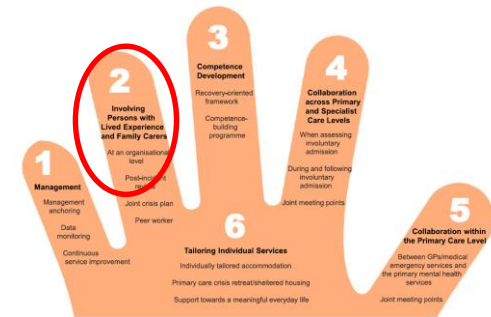 1
Management
Management
anchoring
Data
monitoring
Continuous
service improvement
2
Involving
Persons with
Lived Experience
and Family Carers
At an organisational
level
Post-incident
review
Joint crisis plan
Peer worker
3
Competence
Development
Recovery-oriented
framework
Competence-
building
programme
4
Collaboration
across Primary
and Specialist
Care Levels
When assessing
involuntary
admission
During and following
involuntary
admission
Joint meeting points
5
Collaboration within
the Primary Care Level
Between GPs/medical
emergency services and
the primary mental health
services
Joint meeting points
6
Tailoring Individual Services
Individually tailored accommodation
Primary care crisis retreat/sheltered housing
Support towards a meaningful everyday life